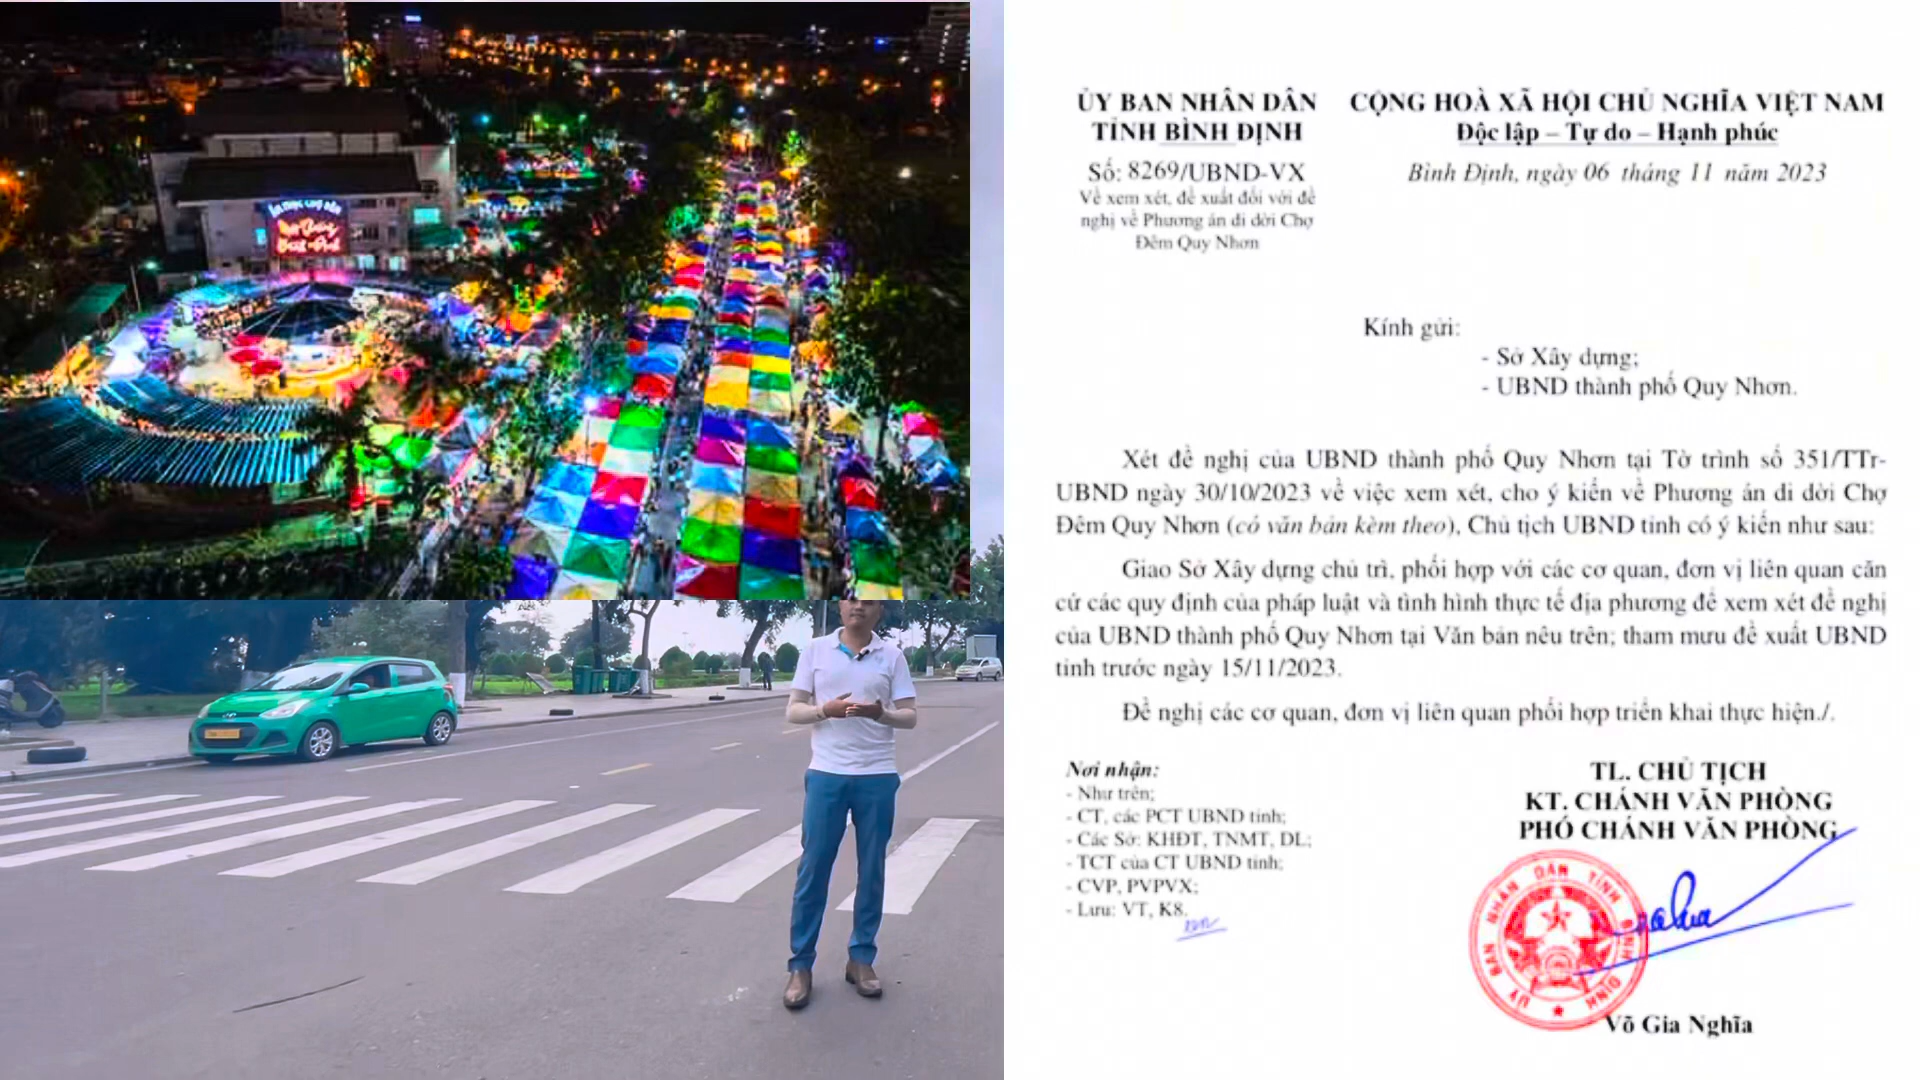 ỦY BAN NHÂN DÂN
TỈNH BÌNH ĐỊNH
Số: 8269/UBND-VX
Về xem xét, đề xuất đối với đề
nghị về Phương án di dời Chợ
Đêm Quy Nhơn
CỘNG HOÀ XÃ HỘI CHỦ NGHĨA VIỆT NAM
Độc lập – Tự do – Hạnh phúc
Bình Định, ngày 06 tháng 11 năm 2023
Kính gửi:
- Sở Xây dựng;
- UBND thành phố Quy Nhơn.
Xét đề nghị của UBND thành phố Quy Nhơn tại Tờ trình số 351/TTr-
UBND ngày 30/10/2023 về việc xem xét, cho ý kiến về Phương án di dời Chợ
Đêm Quy Nhơn (có văn bản kèm theo), Chủ tịch UBND tỉnh có ý kiến như sau:
Giao Sở Xây dựng chủ trì, phối hợp với các cơ quan, đơn vị liên quan căn
cứ các quy định của pháp luật và tình hình thực tế địa phương để xem xét đề nghị
của UBND thành phố Quy Nhơn tại Văn bản nêu trên; tham mưu đề xuất UBND
tỉnh trước ngày 15/11/2023.
Đề nghị các cơ quan, đơn vị liên quan phối hợp triển khai thực hiện./.
Nơi nhận:
- Như trên;
- CT, các PCT UBND tỉnh;
- Các Sở: KHĐT, TNMT, DL;
- TCT của CT UBND tỉnh;
- CVP, PVPVX;
- Lưu: VT, K8.
TL. CHỦ TỊCH
KT. CHÁNH VĂN PHÒNG
PHÓ CHÁNH VĂN PHÒNG
ỦY BAN NHÂN DÂN TỈNH BÌNH ĐỊNH
Võ Gia Nghĩa